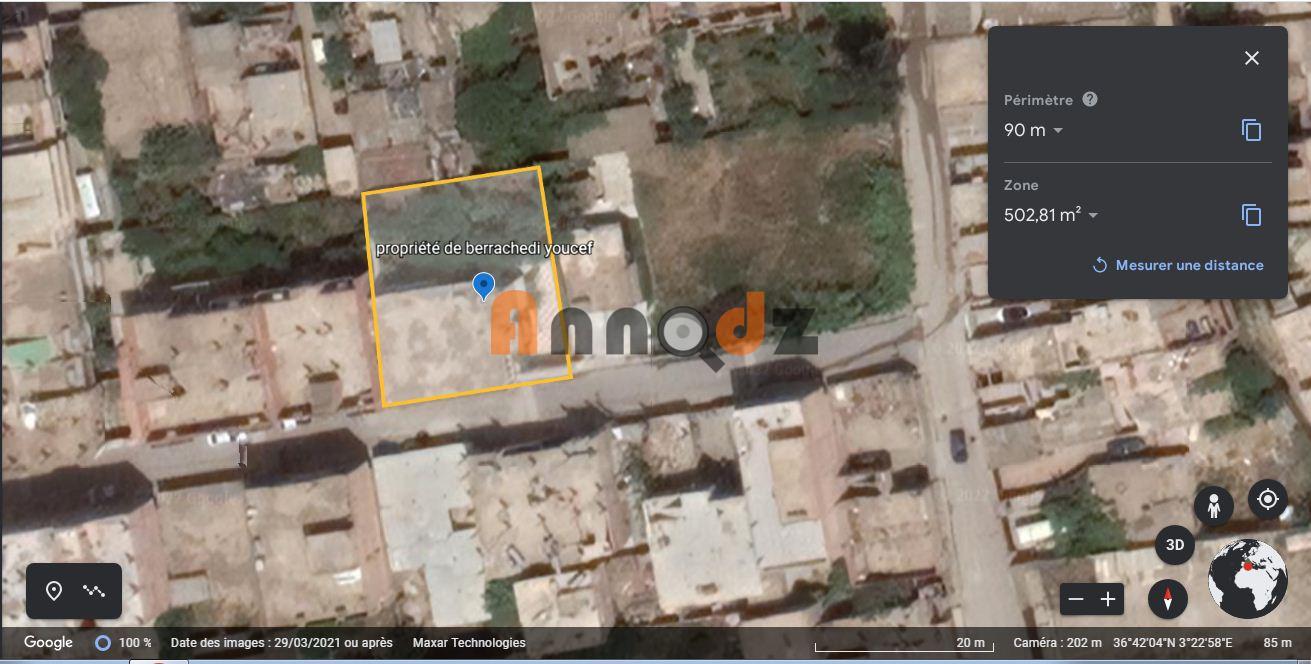 Périmètre
90 m
Zone
502,81 m²
Mesurer une distance
propriété de berrachedi youcef
Annodz
3D
Google
100 %
Date des images : 29/03/2021 ou après
Maxar Technologies
20 m
Caméra : 202 m
36°42'04"N 3°22'58"E
85 m